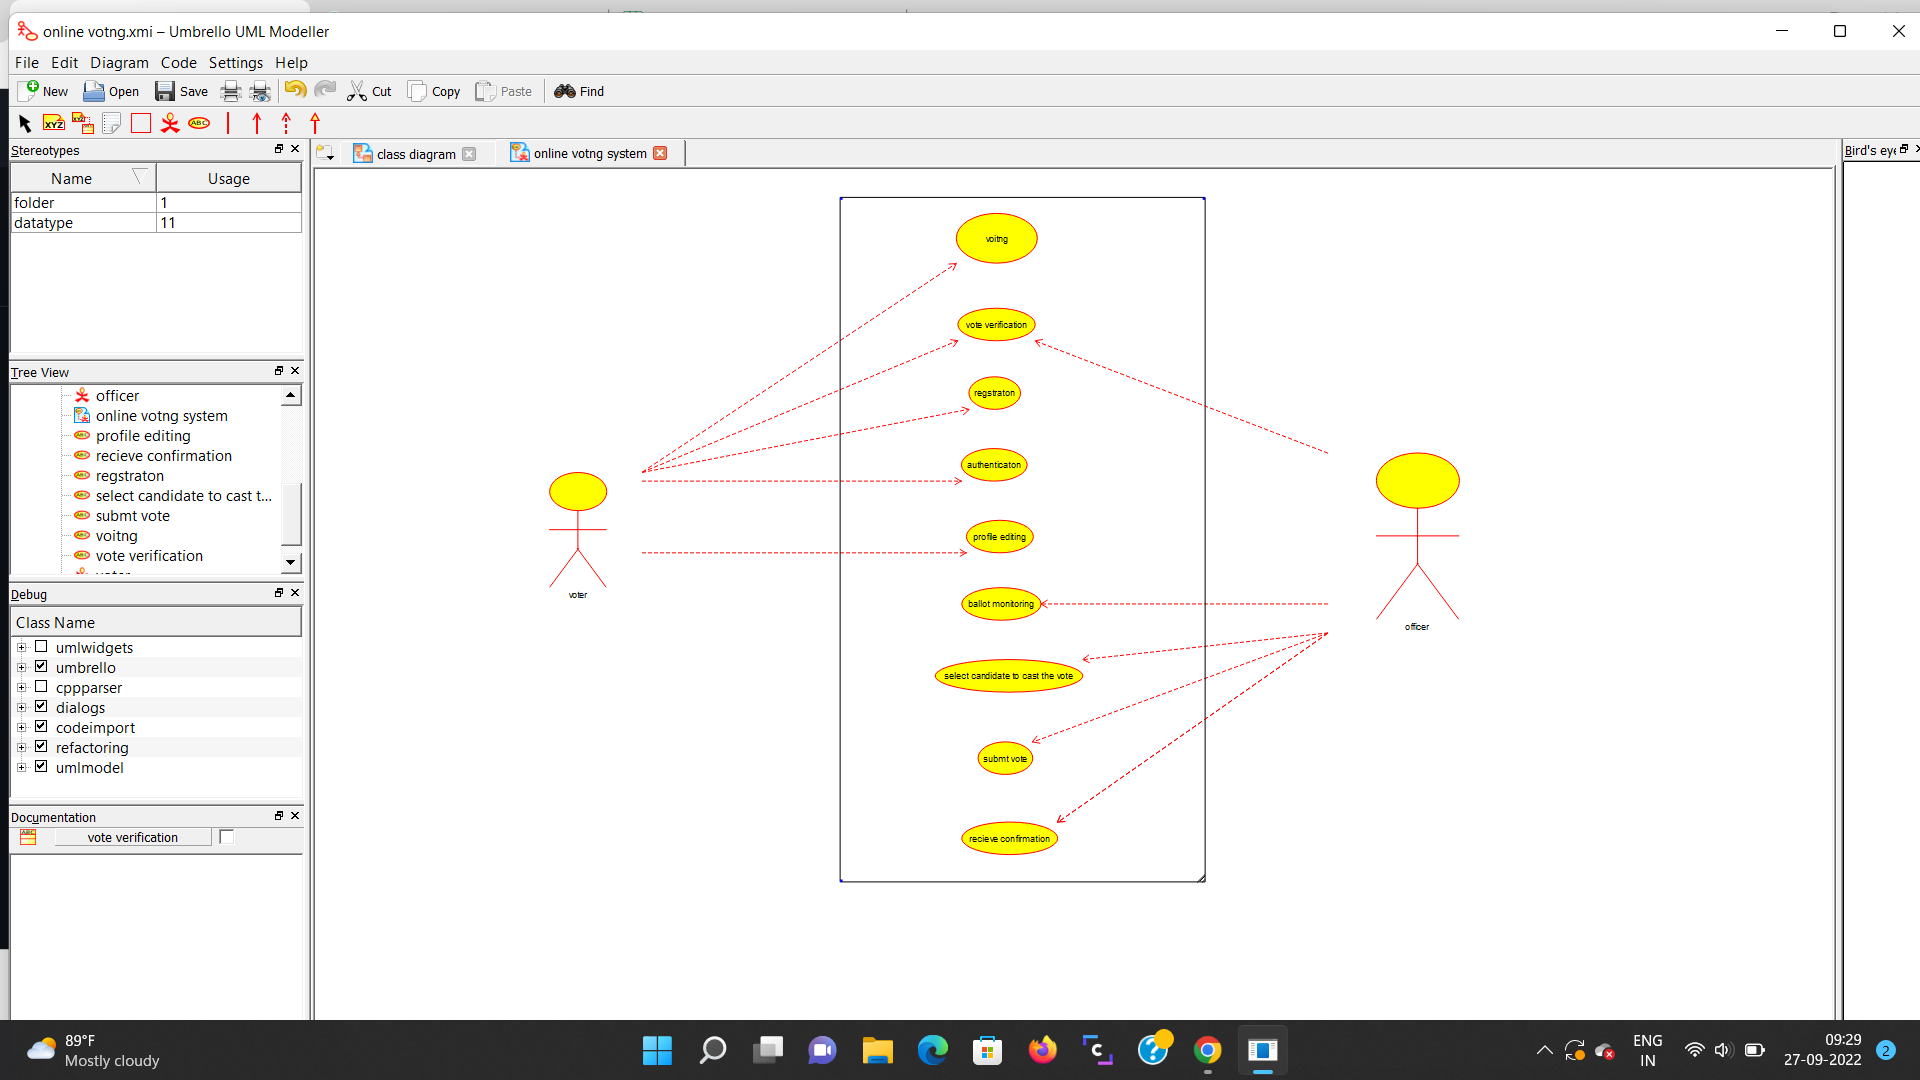 online votng.xmi – Umbrello UML Modeller
File Edit Diagram Code Settings Help
New Open Save Cut Copy Paste Find
XYZ XYZ ABC
Stereotypes
Name Usage
folder 1
datatype 11
Tree View
officer
online votng system
profile editing
recieve confirmation
regstraton
select candidate to cast t...
submt vote
voitng
vote verification
Debug
Class Name
umlwidgets
umbrello
cppparser
dialogs
codeimport
refactoring
umlmodel
Documentation
vote verification
class diagram online votng system
Bird's eye
voitng
vote verification
regstraton
authenticaton
profile editing
ballot monitoring
select candidate to cast the vote
submt vote
recieve confirmation
voter
officer
89°F
Mostly cloudy
ENG
IN
09:29
27-09-2022
2